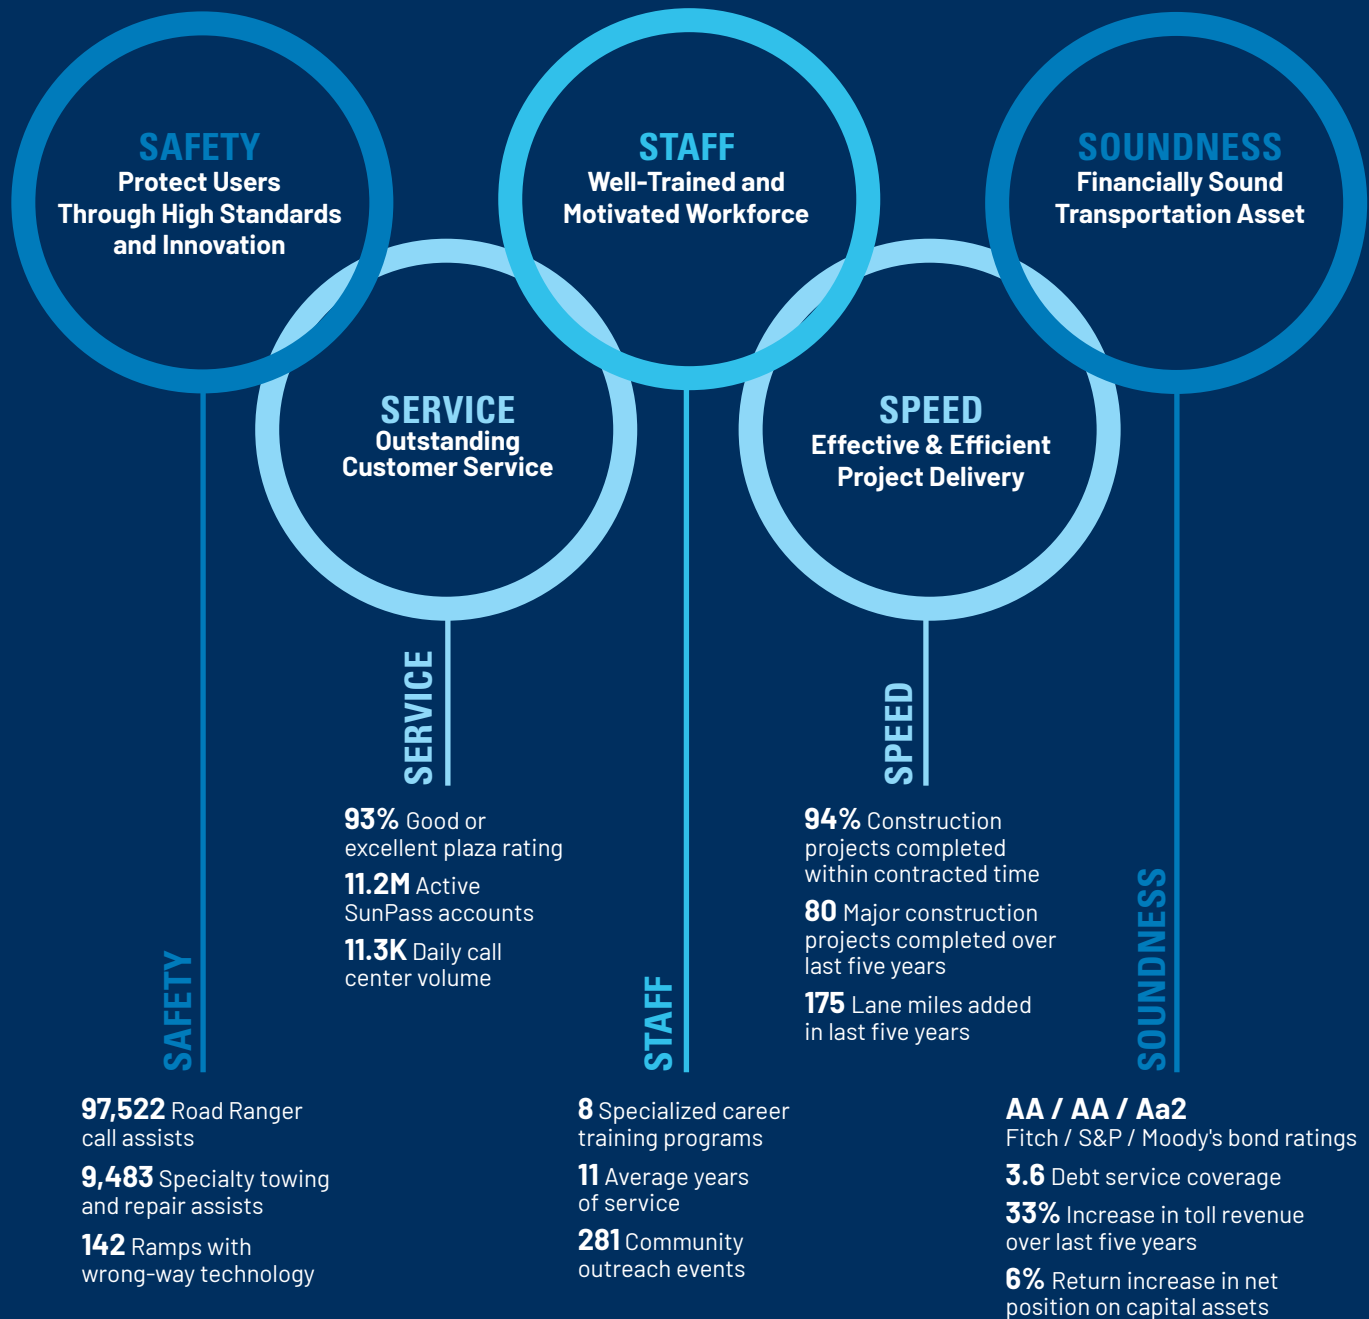 SAFETY
Protect Users
Through High Standards
and Innovation
STAFF
Well-Trained and
Motivated Workforce
SOUNDNESS
Financially Sound
Transportation Asset
SERVICE
Outstanding
Customer Service
SPEED
Effective & Efficient
Project Delivery
SAFETY
97,522 Road Ranger
call assists
9,483 Specialty towing
and repair assists
142 Ramps with
wrong-way technology
SERVICE
93% Good or
excellent plaza rating
11.2M Active
SunPass accounts
11.3K Daily call
center volume
STAFF
8 Specialized career
training programs
11 Average years
of service
281 Community
outreach events
SPEED
94% Construction
projects completed
within contracted time
80 Major construction
projects completed over
last five years
175 Lane miles added
in last five years
SOUNDNESS
AA / AA / Aa2
Fitch / S&P / Moody's bond ratings
3.6 Debt service coverage
33% Increase in toll revenue
over last five years
6% Return increase in net
position on capital assets